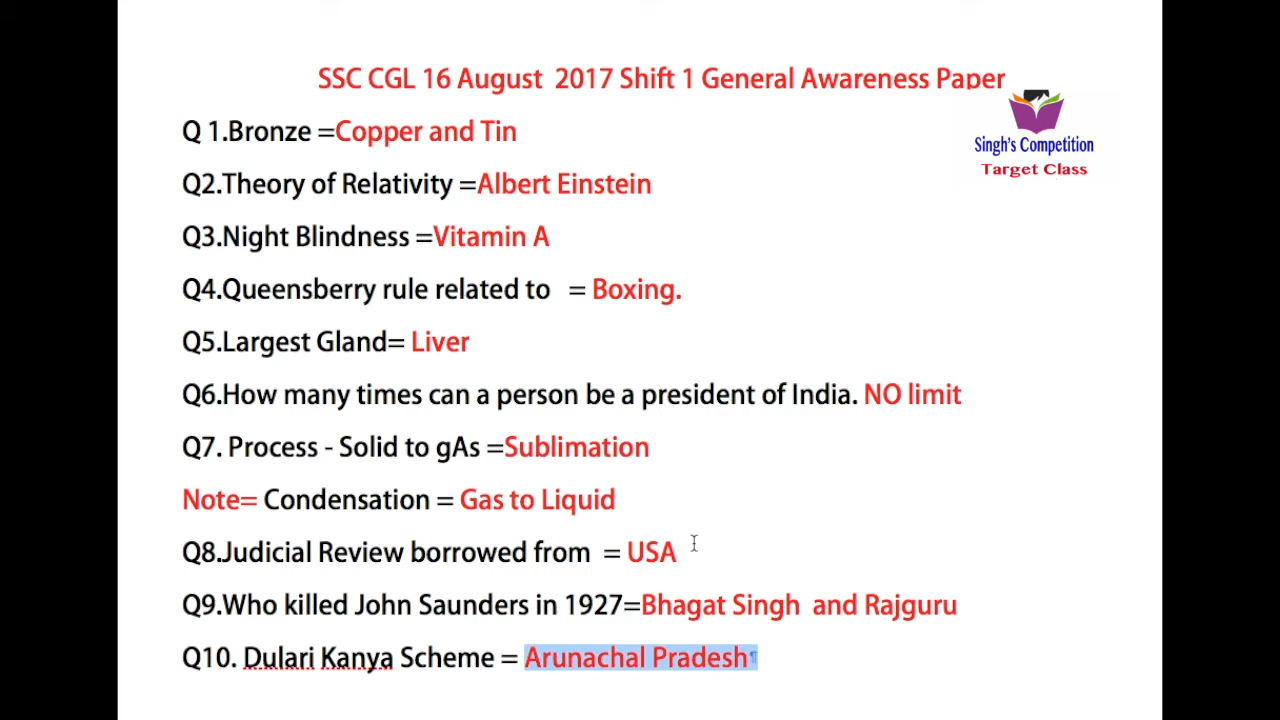 SSC CGL 16 August 2017 Shift 1 General Awareness Paper
Q 1.Bronze =Copper and Tin
Singh's Competition
Target Class
Q2.Theory of Relativity =Albert Einstein
Q3.Night Blindness =Vitamin A
Q4.Queensberry rule related to = Boxing.
Q5.Largest Gland= Liver
Q6.How many times can a person be a president of India. NO limit
Q7. Process - Solid to gAs =Sublimation
Note= Condensation = Gas to Liquid
Q8.Judicial Review borrowed from = USA
Q9.Who killed John Saunders in 1927=Bhagat Singh and Rajguru
Q10. Dulari Kanya Scheme = Arunachal Pradesh¶